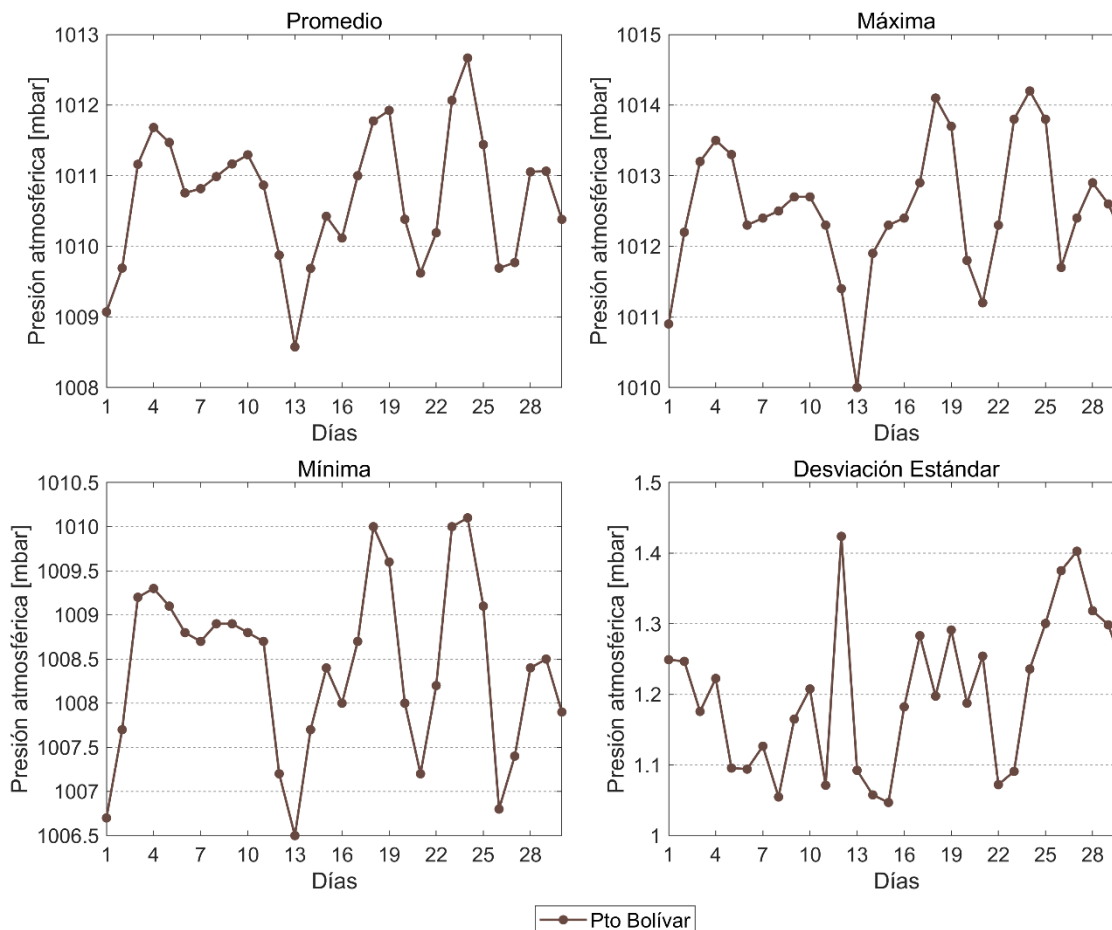 Promedio
Presión atmosférica [mbar]
1013
1012
1011
1010
1009
1008
1 4 7 10 13 16 19 22 25 28
Días
Máxima
Presión atmosférica [mbar]
1015
1014
1013
1012
1011
1010
1 4 7 10 13 16 19 22 25 28
Días
Mínima
Presión atmosférica [mbar]
1010.5
1010
1009.5
1009
1008.5
1008
1007.5
1007
1006.5
1 4 7 10 13 16 19 22 25 28
Días
Desviación Estándar
Presión atmosférica [mbar]
1.5
1.4
1.3
1.2
1.1
1
1 4 7 10 13 16 19 22 25 28
Días
Pto Bolívar